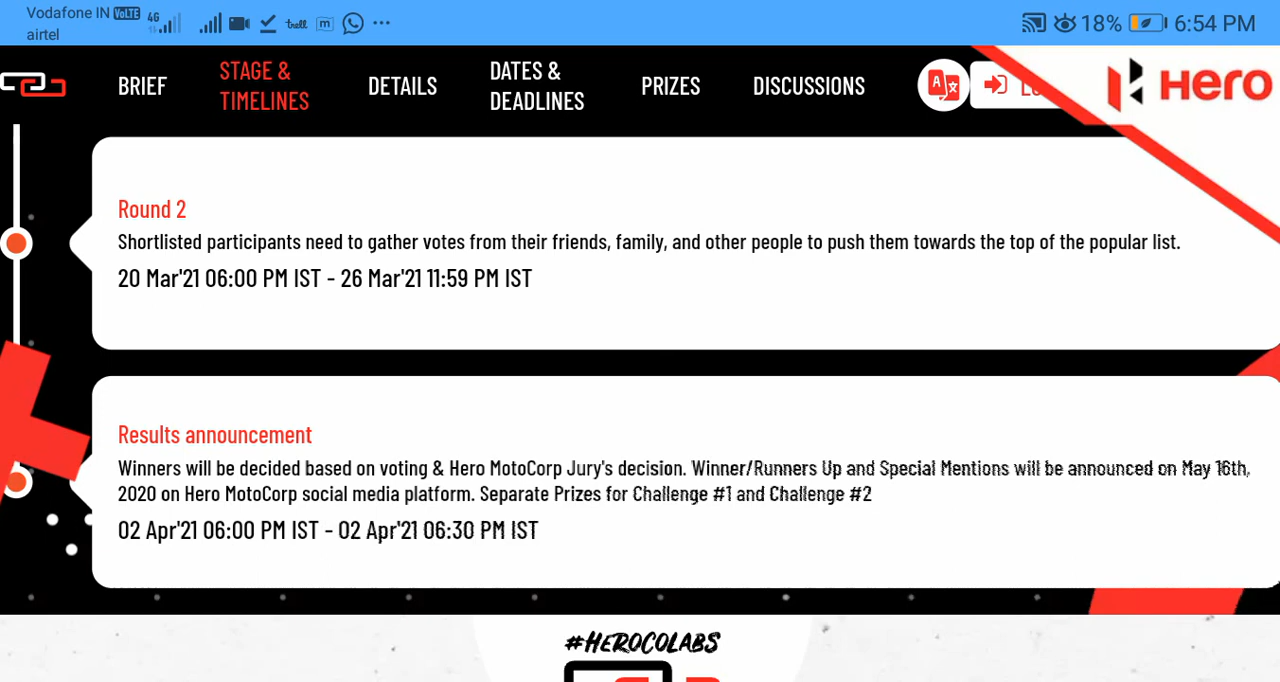 Vodafone IN VoLTE 4G
airtel
trell m
18% 6:54 PM
BRIEF
STAGE &
TIMELINES
DETAILS
DATES &
DEADLINES
PRIZES
DISCUSSIONS
A
Hero
Round 2
Shortlisted participants need to gather votes from their friends, family, and other people to push them towards the top of the popular list.
20 Mar'21 06:00 PM IST - 26 Mar'21 11:59 PM IST
Results announcement
Winners will be decided based on voting & Hero MotoCorp Jury's decision. Winner/Runners Up and Special Mentions will be announced on May 16th,
2020 on Hero MotoCorp social media platform. Separate Prizes for Challenge #1 and Challenge #2
02 Apr'21 06:00 PM IST - 02 Apr'21 06:30 PM IST
#HEROCOLABS